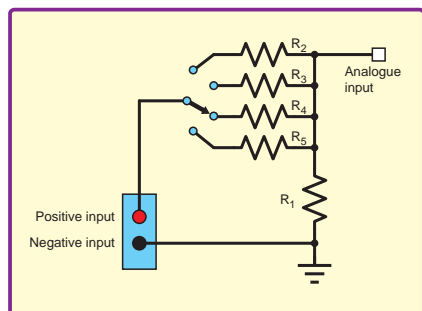 R2
R3
Analogue
input
R4
R5
R1
Positive input
Negative input